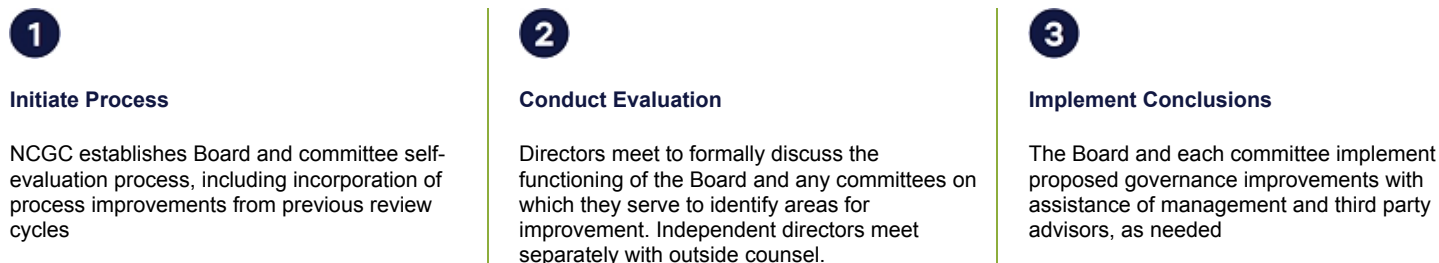 1
Initiate Process
NCGC establishes Board and committee self-
evaluation process, including incorporation of
process improvements from previous review
cycles
2
Conduct Evaluation
Directors meet to formally discuss the
functioning of the Board and any committees on
which they serve to identify areas for
improvement. Independent directors meet
separately with outside counsel.
3
Implement Conclusions
The Board and each committee implement
proposed governance improvements with
assistance of management and third party
advisors, as needed